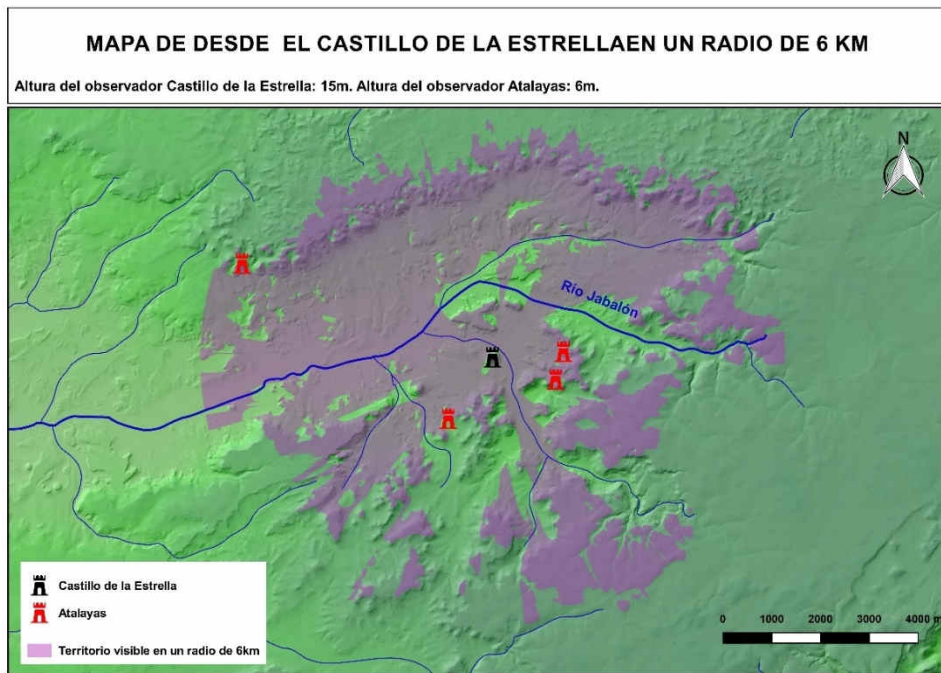 MAPA DE DESDE  EL CASTILLO DE LA ESTRELLAEN UN RADIO DE 6 KM
Altura del observador Castillo de la Estrella: 15m. Altura del observador Atalayas: 6m.
N
Río Jabalón
Castillo de la Estrella
Atalayas
Territorio visible en un radio de 6km
0 1000 2000 3000 4000 m